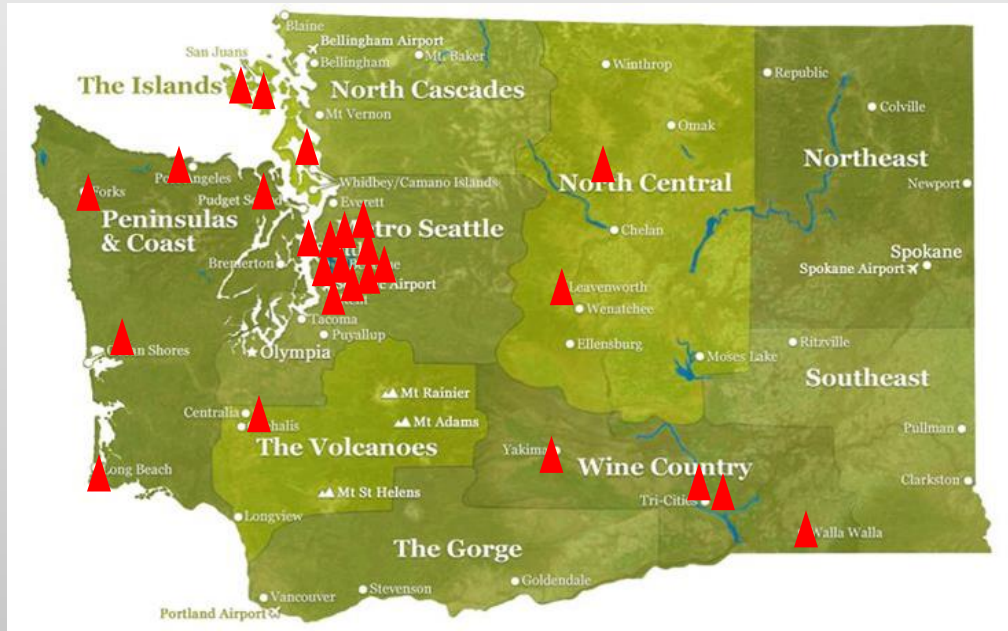 Blaine
Bellingham Airport
San Juans
Bellingham
Mt. Baker
Winthrop
Republic
The Islands
North Cascades
Colville
Mt Vernon
Omak
Northeast
Forks
Whidbey/Camano Islands
North Central
Newport
Peninsulas
& Coast
Everett
Seattle
Chelan
Bremerton
Spokane
Spokane Airport
Airport
Leavenworth
Wenatchee
Tacoma
Puyallup
Olympia
Ellensburg
Moses Lake
Ritzville
Southeast
Mt Rainier
Centralia
Mt Adams
The Volcanoes
Pullman
Yakima
Wine Country
Long Beach
Clarkston
Mt St Helens
Tri-Cities
Longview
Walla Walla
The Gorge
Goldendale
Stevenson
Vancouver
Portland Airport